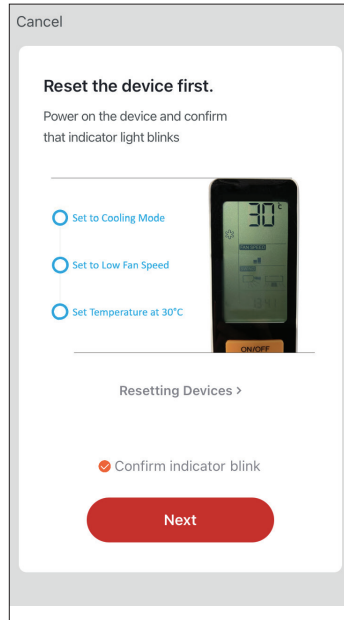 Cancel
Reset the device first.
Power on the device and confirm
that indicator light blinks
Set to Cooling Mode
Set to Low Fan Speed
Set Temperature at 30°C
30°c
FAN SPEED
ON/OFF
Resetting Devices >
Confirm indicator blink
Next